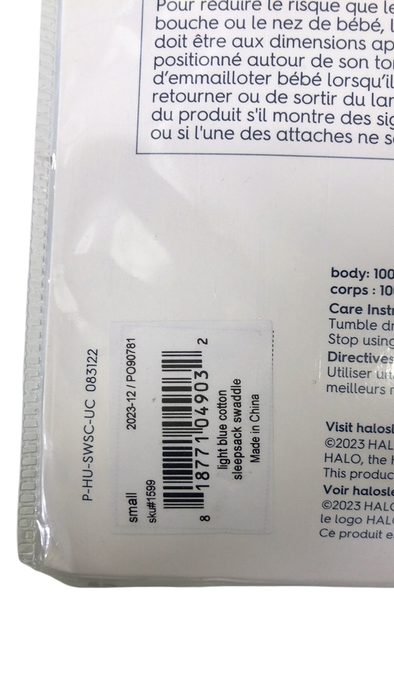 Pour réduire le risque que le
bouche ou le nez de bébé, l
doit être aux dimensions ap
positionné autour de son to
d'emmailloter bébé lorsqu'il
retourner ou de sortir du lan
du produit s'il montre des sig
ou si l'une des attaches ne s
body: 100
corps : 10
Care Inst
Tumble dr
Stop using
Directives
Utiliser un
meilleurs r
Visit halosl
©2023 HAL
HALO, the h
This produc
Voir halosle
©2023 HALO
le logo HAL
Ce produit e
P-HU-SWSC-UC 083122
small
2023-12 / PO90781
sku#1599
8 18771 04903 2
light blue cotton
sleepsack swaddle
Made in China